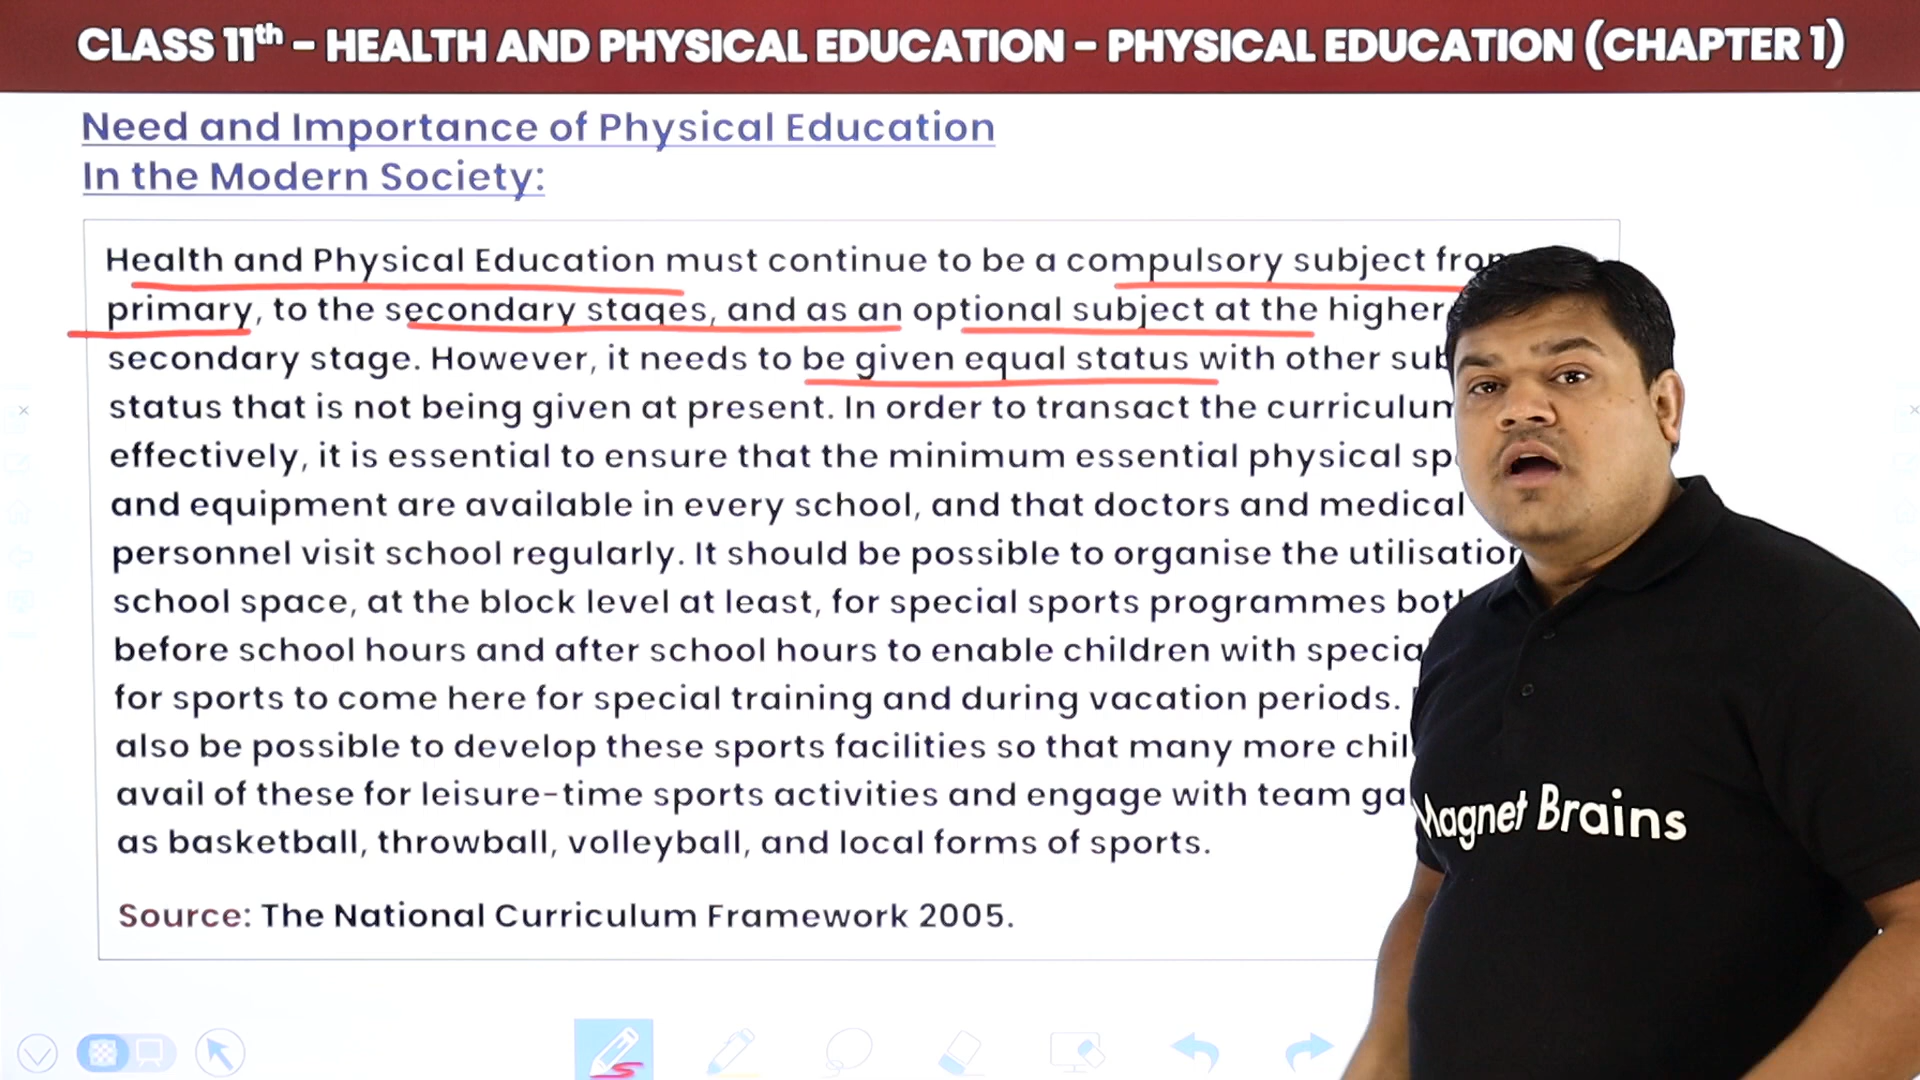 CLASS 11th – HEALTH AND PHYSICAL EDUCATION – PHYSICAL EDUCATION (CHAPTER 1)
Need and Importance of Physical Education
In the Modern Society:
Health and Physical Education must continue to be a compulsory subject from
primary, to the secondary stages, and as an optional subject at the higher
secondary stage. However, it needs to be given equal status with other
status that is not being given at present. In order to transact the
effectively, it is essential to ensure that the minimum essential physical
and equipment are available in every school, and that doctors and medical
personnel visit school regularly. It should be possible to organise the utilisation
school space, at the block level at least, for special sports programmes
before school hours and after school hours to enable children with
for sports to come here for special training and during vacation periods.
also be possible to develop these sports facilities so that many more
avail of these for leisure-time sports activities and engage with team
as basketball, throwball, volleyball, and local forms of sports.
Source: The National Curriculum Framework 2005.
Magnet Brains